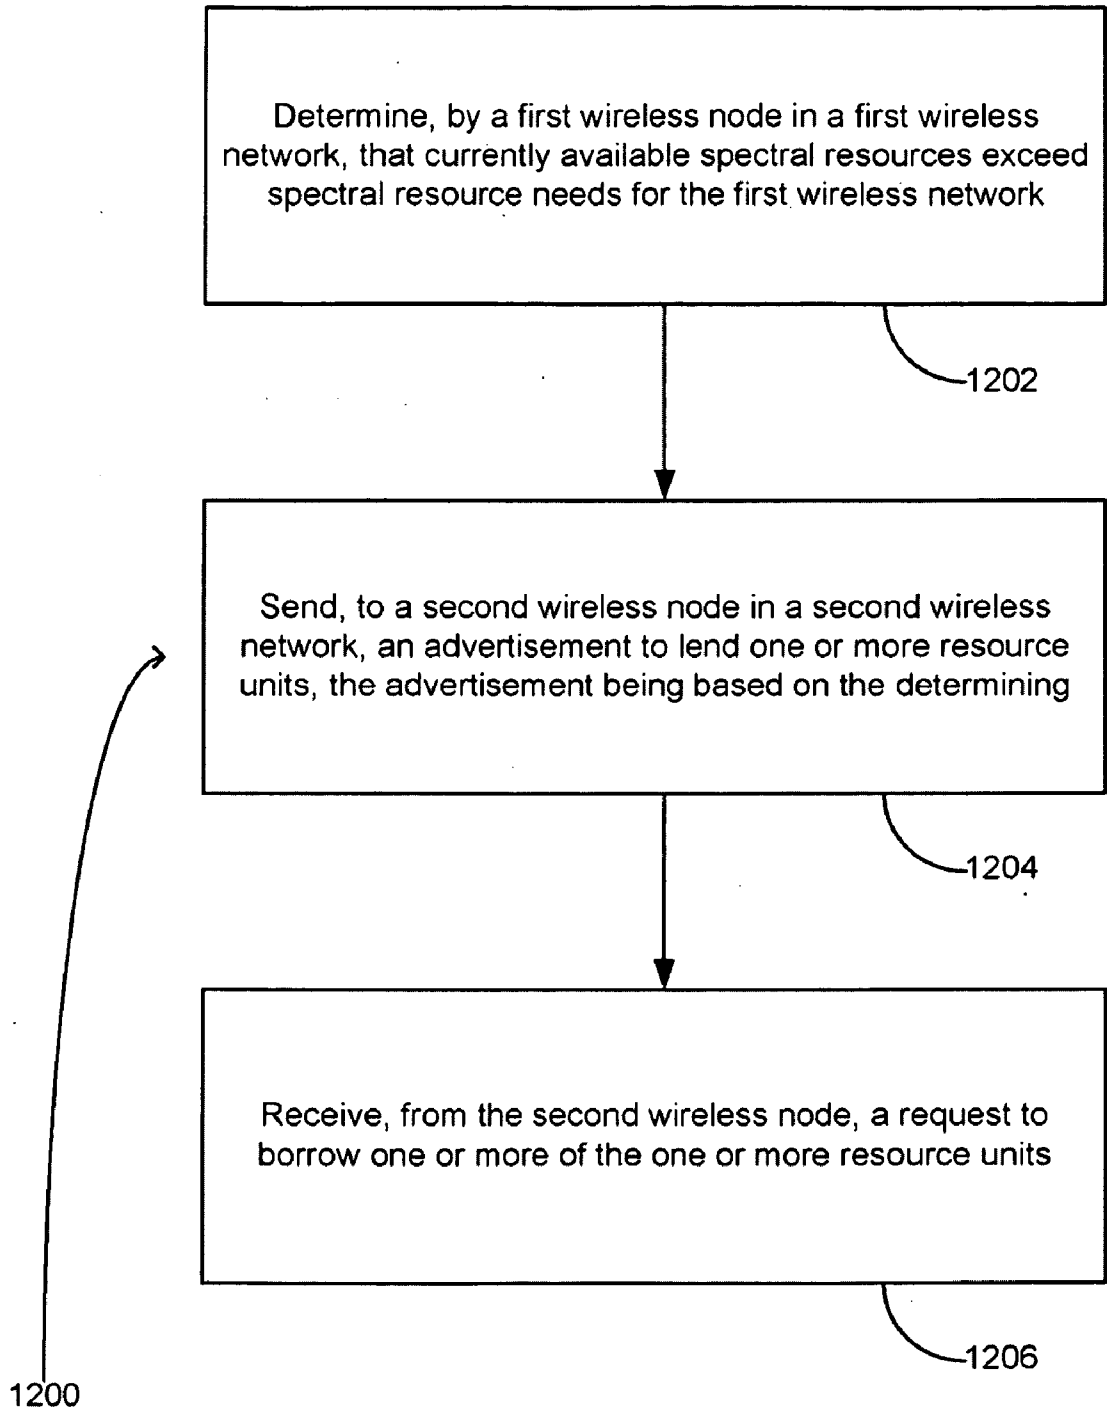 Determine, by a first wireless node in a first wireless
network, that currently available spectral resources exceed
spectral resource needs for the first wireless network
1202
Send, to a second wireless node in a second wireless
network, an advertisement to lend one or more resource
units, the advertisement being based on the determining
1204
Receive, from the second wireless node, a request to
borrow one or more of the one or more resource units
1206
1200